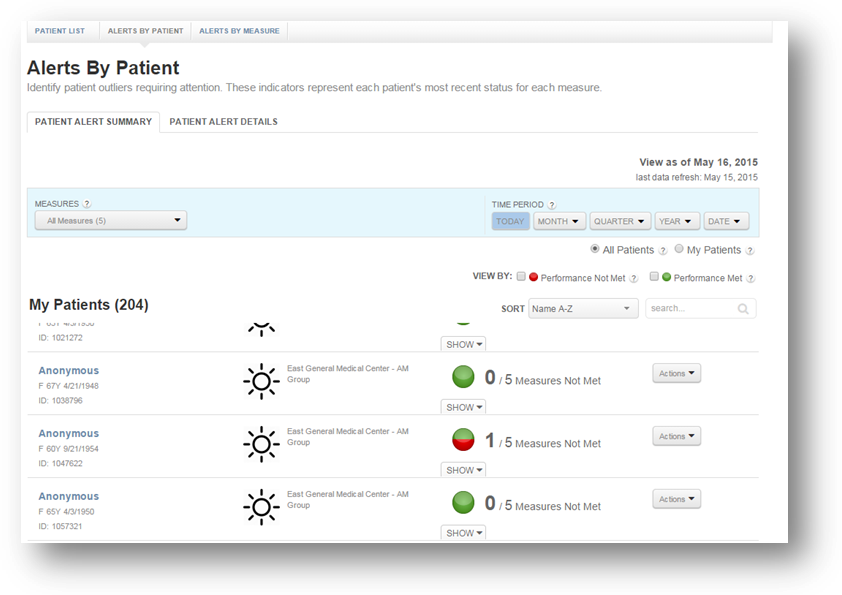 PATIENT LIST ALERTS BY PATIENT ALERTS BY MEASURE
Alerts By Patient
Identify patient outliers requiring attention. These indicators represent each patient's most recent status for each measure.
PATIENT ALERT SUMMARY PATIENT ALERT DETAILS
View as of May 16, 2015
last data refresh: May 15, 2015
MEASURES ?
All Measures (5)
TIME PERIOD ?
TODAY MONTH QUARTER YEAR DATE
All Patients ? My Patients ?
VIEW BY: Performance Not Met ? Performance Met ?
My Patients (204)
SORT Name A-Z search...
ID: 1021272
SHOW
Anonymous
F 67Y 4/21/1948
ID: 1038796
East General Medical Center - AM
Group
0 / 5 Measures Not Met
Actions
SHOW
Anonymous
F 60Y 9/21/1954
ID: 1047622
East General Medical Center - AM
Group
1 / 5 Measures Not Met
Actions
SHOW
Anonymous
F 65Y 4/3/1950
ID: 1057321
East General Medical Center - AM
Group
0 / 5 Measures Not Met
Actions
SHOW